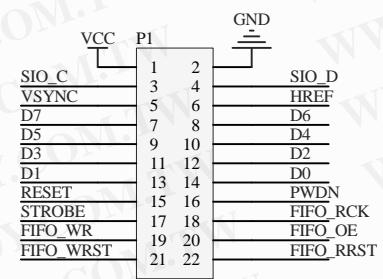 GND
VCC P1
1 2
SIO_C 3 4 SIO_D
VSYNC 5 6 HREF
D7 7 8 D6
D5 9 10 D4
D3 11 12 D2
D1 13 14 D0
RESET 15 16 PWDN
STROBE 17 18 FIFO_RCK
FIFO_WR 19 20 FIFO_OE
FIFO_WRST 21 22 FIFO_RRST